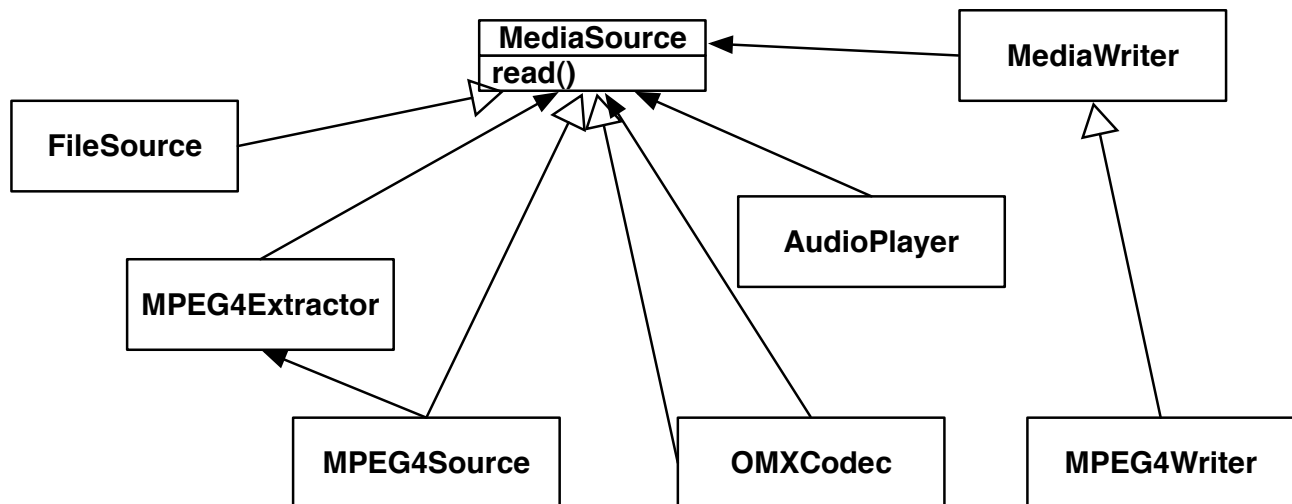 MediaSource
read()
MediaWriter
FileSource
AudioPlayer
MPEG4Extractor
MPEG4Source
OMXCodec
MPEG4Writer